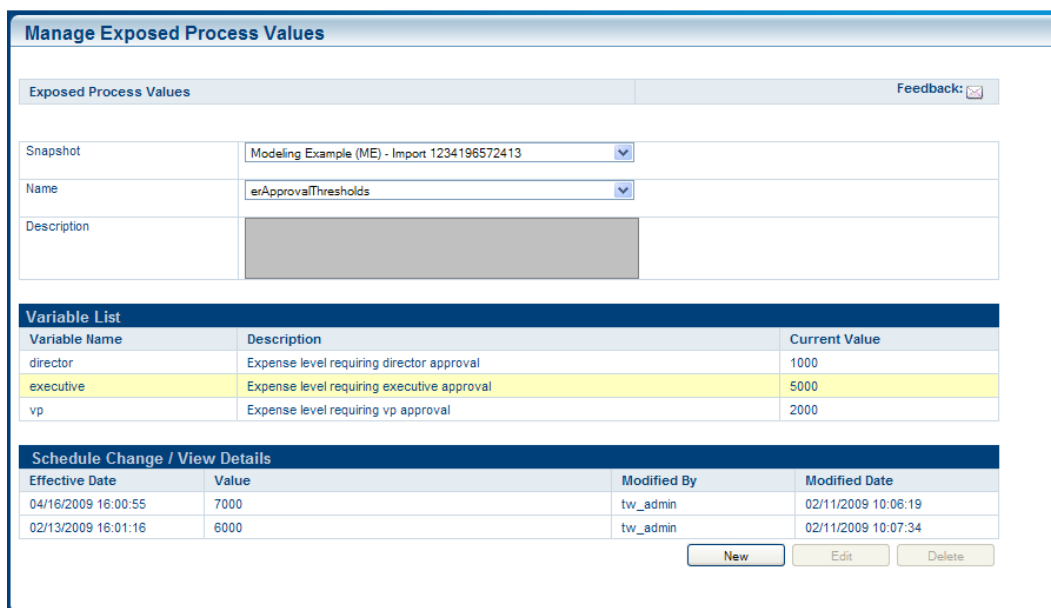 Manage Exposed Process Values
Exposed Process Values Feedback:
Snapshot Modeling Example (ME) - Import 1234196572413
Name erApprovalThresholds
Description
Variable List
Variable Name Description Current Value
director Expense level requiring director approval 1000
executive Expense level requiring executive approval 5000
vp Expense level requiring vp approval 2000
Schedule Change / View Details
Effective Date Value Modified By Modified Date
04/16/2009 16:00:55 7000 tw_admin 02/11/2009 10:06:19
02/13/2009 16:01:16 6000 tw_admin 02/11/2009 10:07:34
New Edit Delete